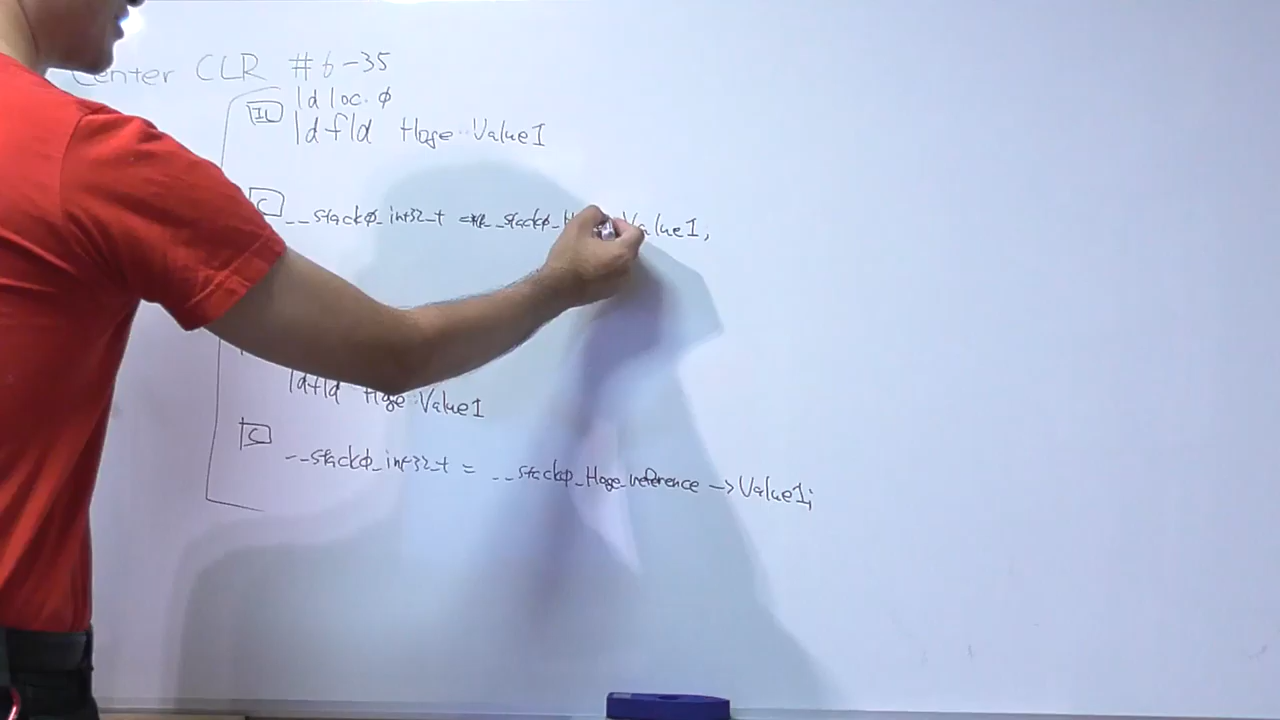 Center CLR #6-35
IL
ldloc.0
ldfld Hoge::Value1
C
__stack0_int32_t = __stack0_ Value1;
ldfld Hoge::Value1
C
__stack0_int32_t = __stack0_Hoge_reference -> Value1;